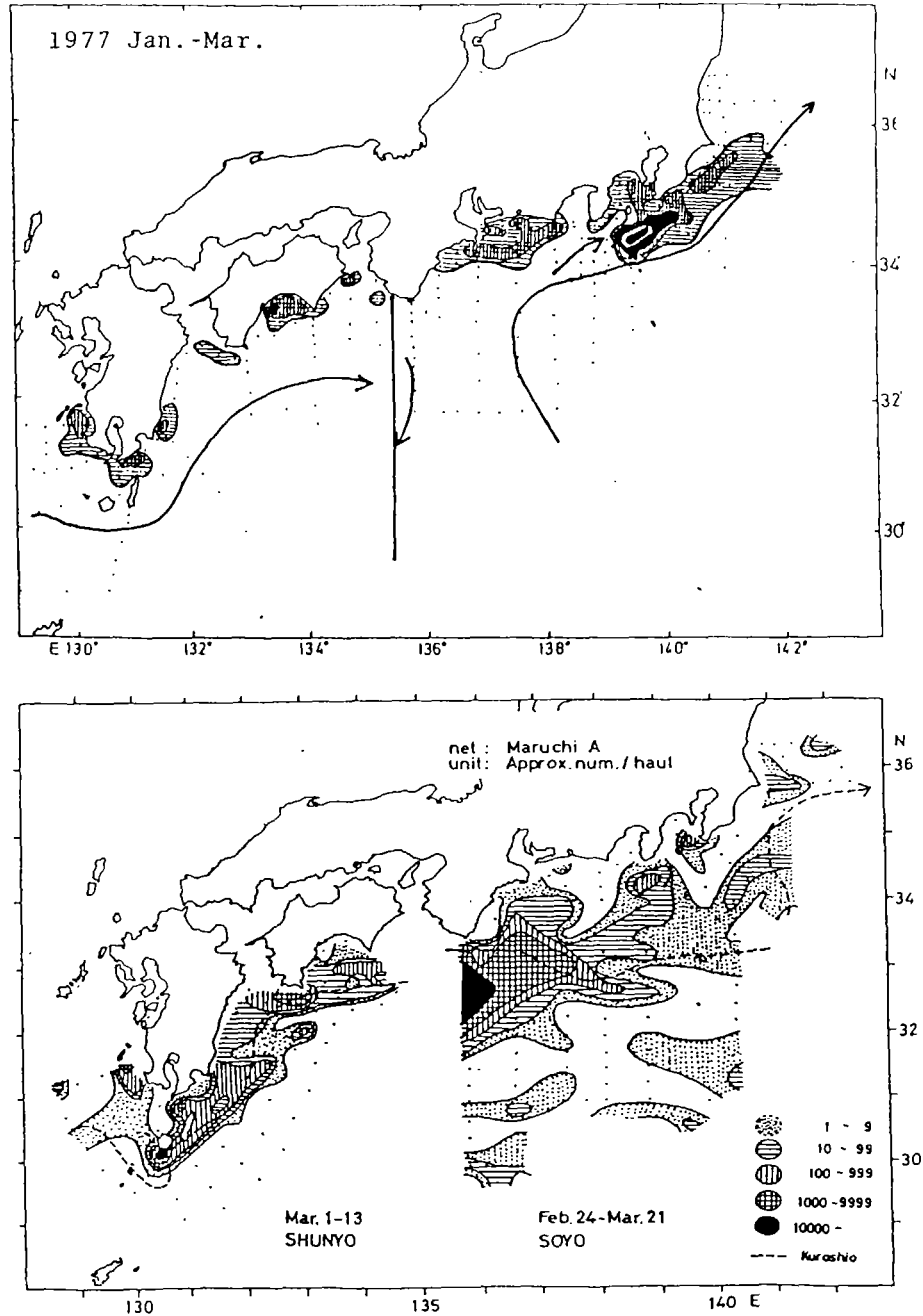 1977 Jan.-Mar.
N
36
34
32
30
E 130° 132° 134° 136° 138° 140° 142°
net : Maruchi A
unit: Approx. num. / haul
N
36
34
32
1 - 9
10 - 99
100 - 999
1000 - 9999
10000 -
Kuroshio
30
Mar. 1-13
SHUNYO
Feb. 24-Mar. 21
SOYO
130 135 140 E